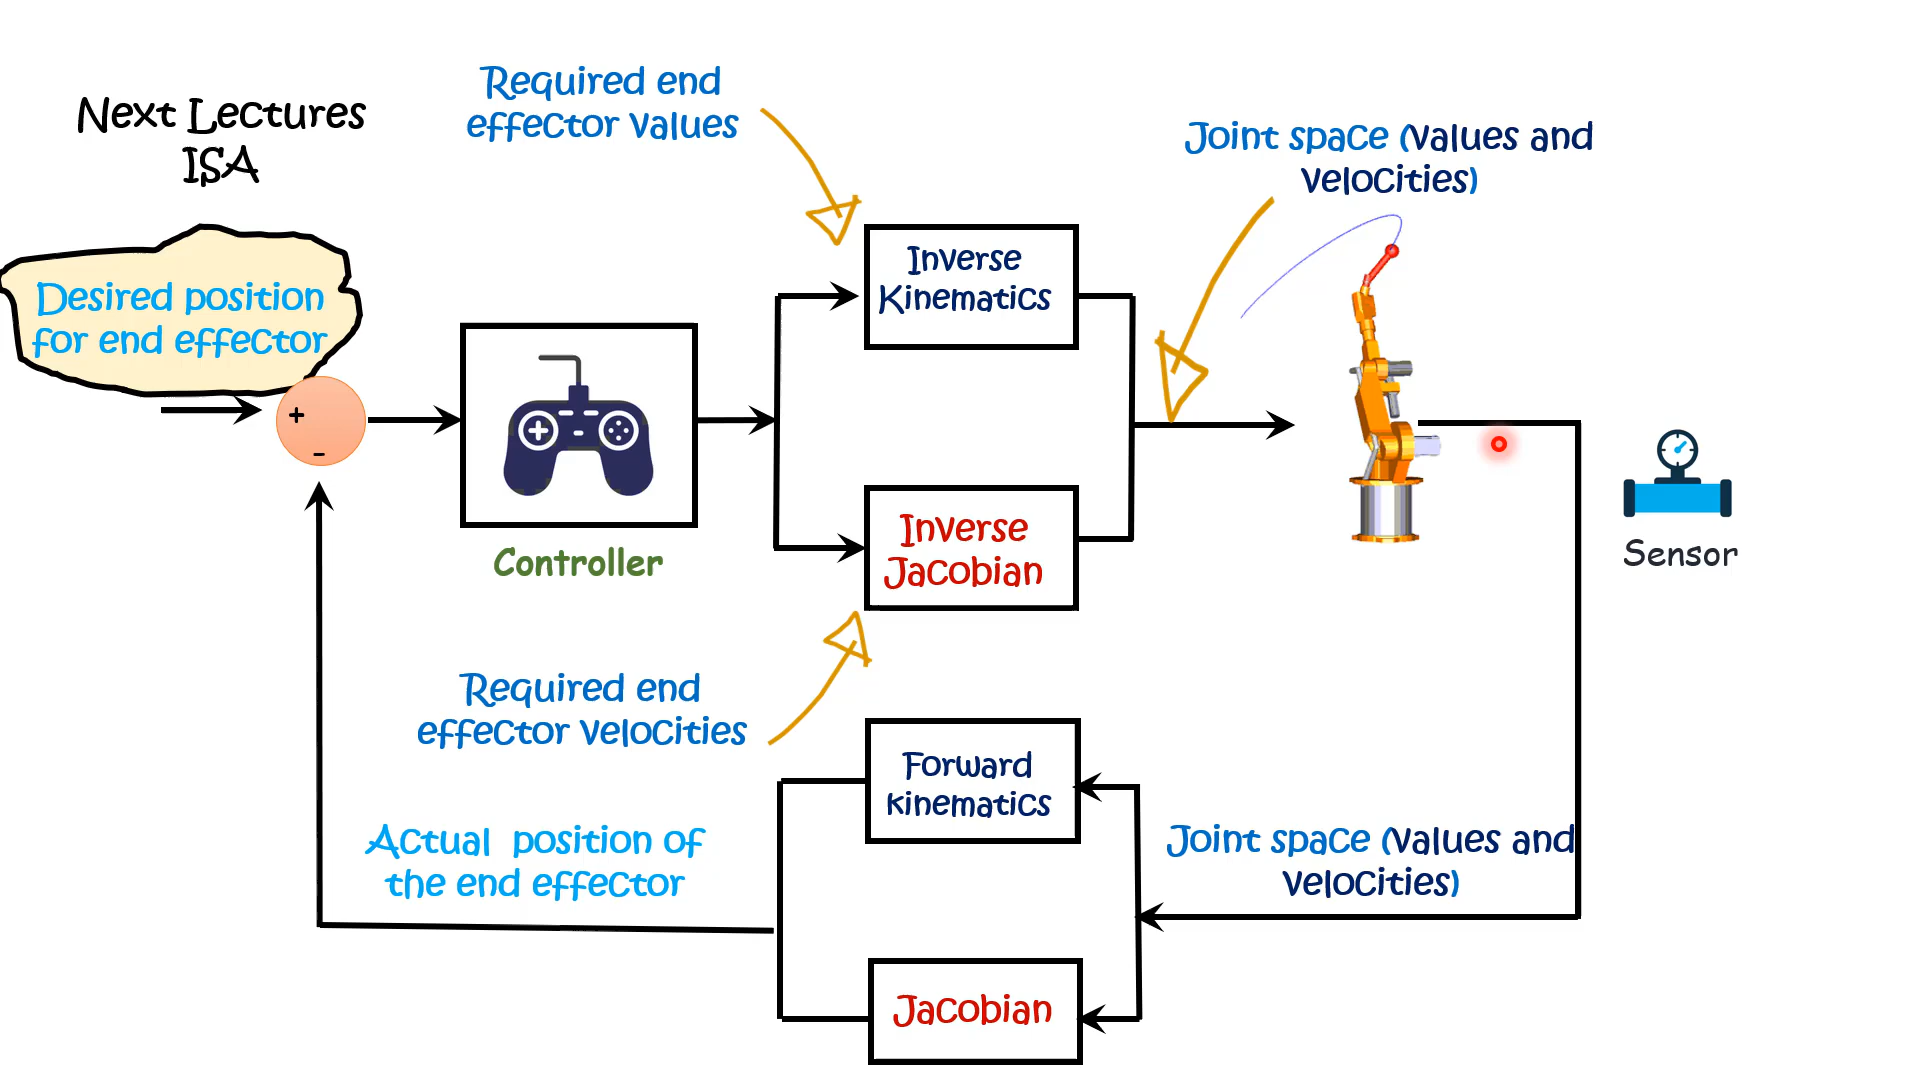 Next Lectures
ISA
Required end
effector values
Joint space (values and
velocities)
Desired position
for end effector
+
-
Controller
Inverse
Kinematics
Inverse
Jacobian
Sensor
Required end
effector velocities
Forward
kinematics
Actual position of
the end effector
Joint space (values and
velocities)
Jacobian